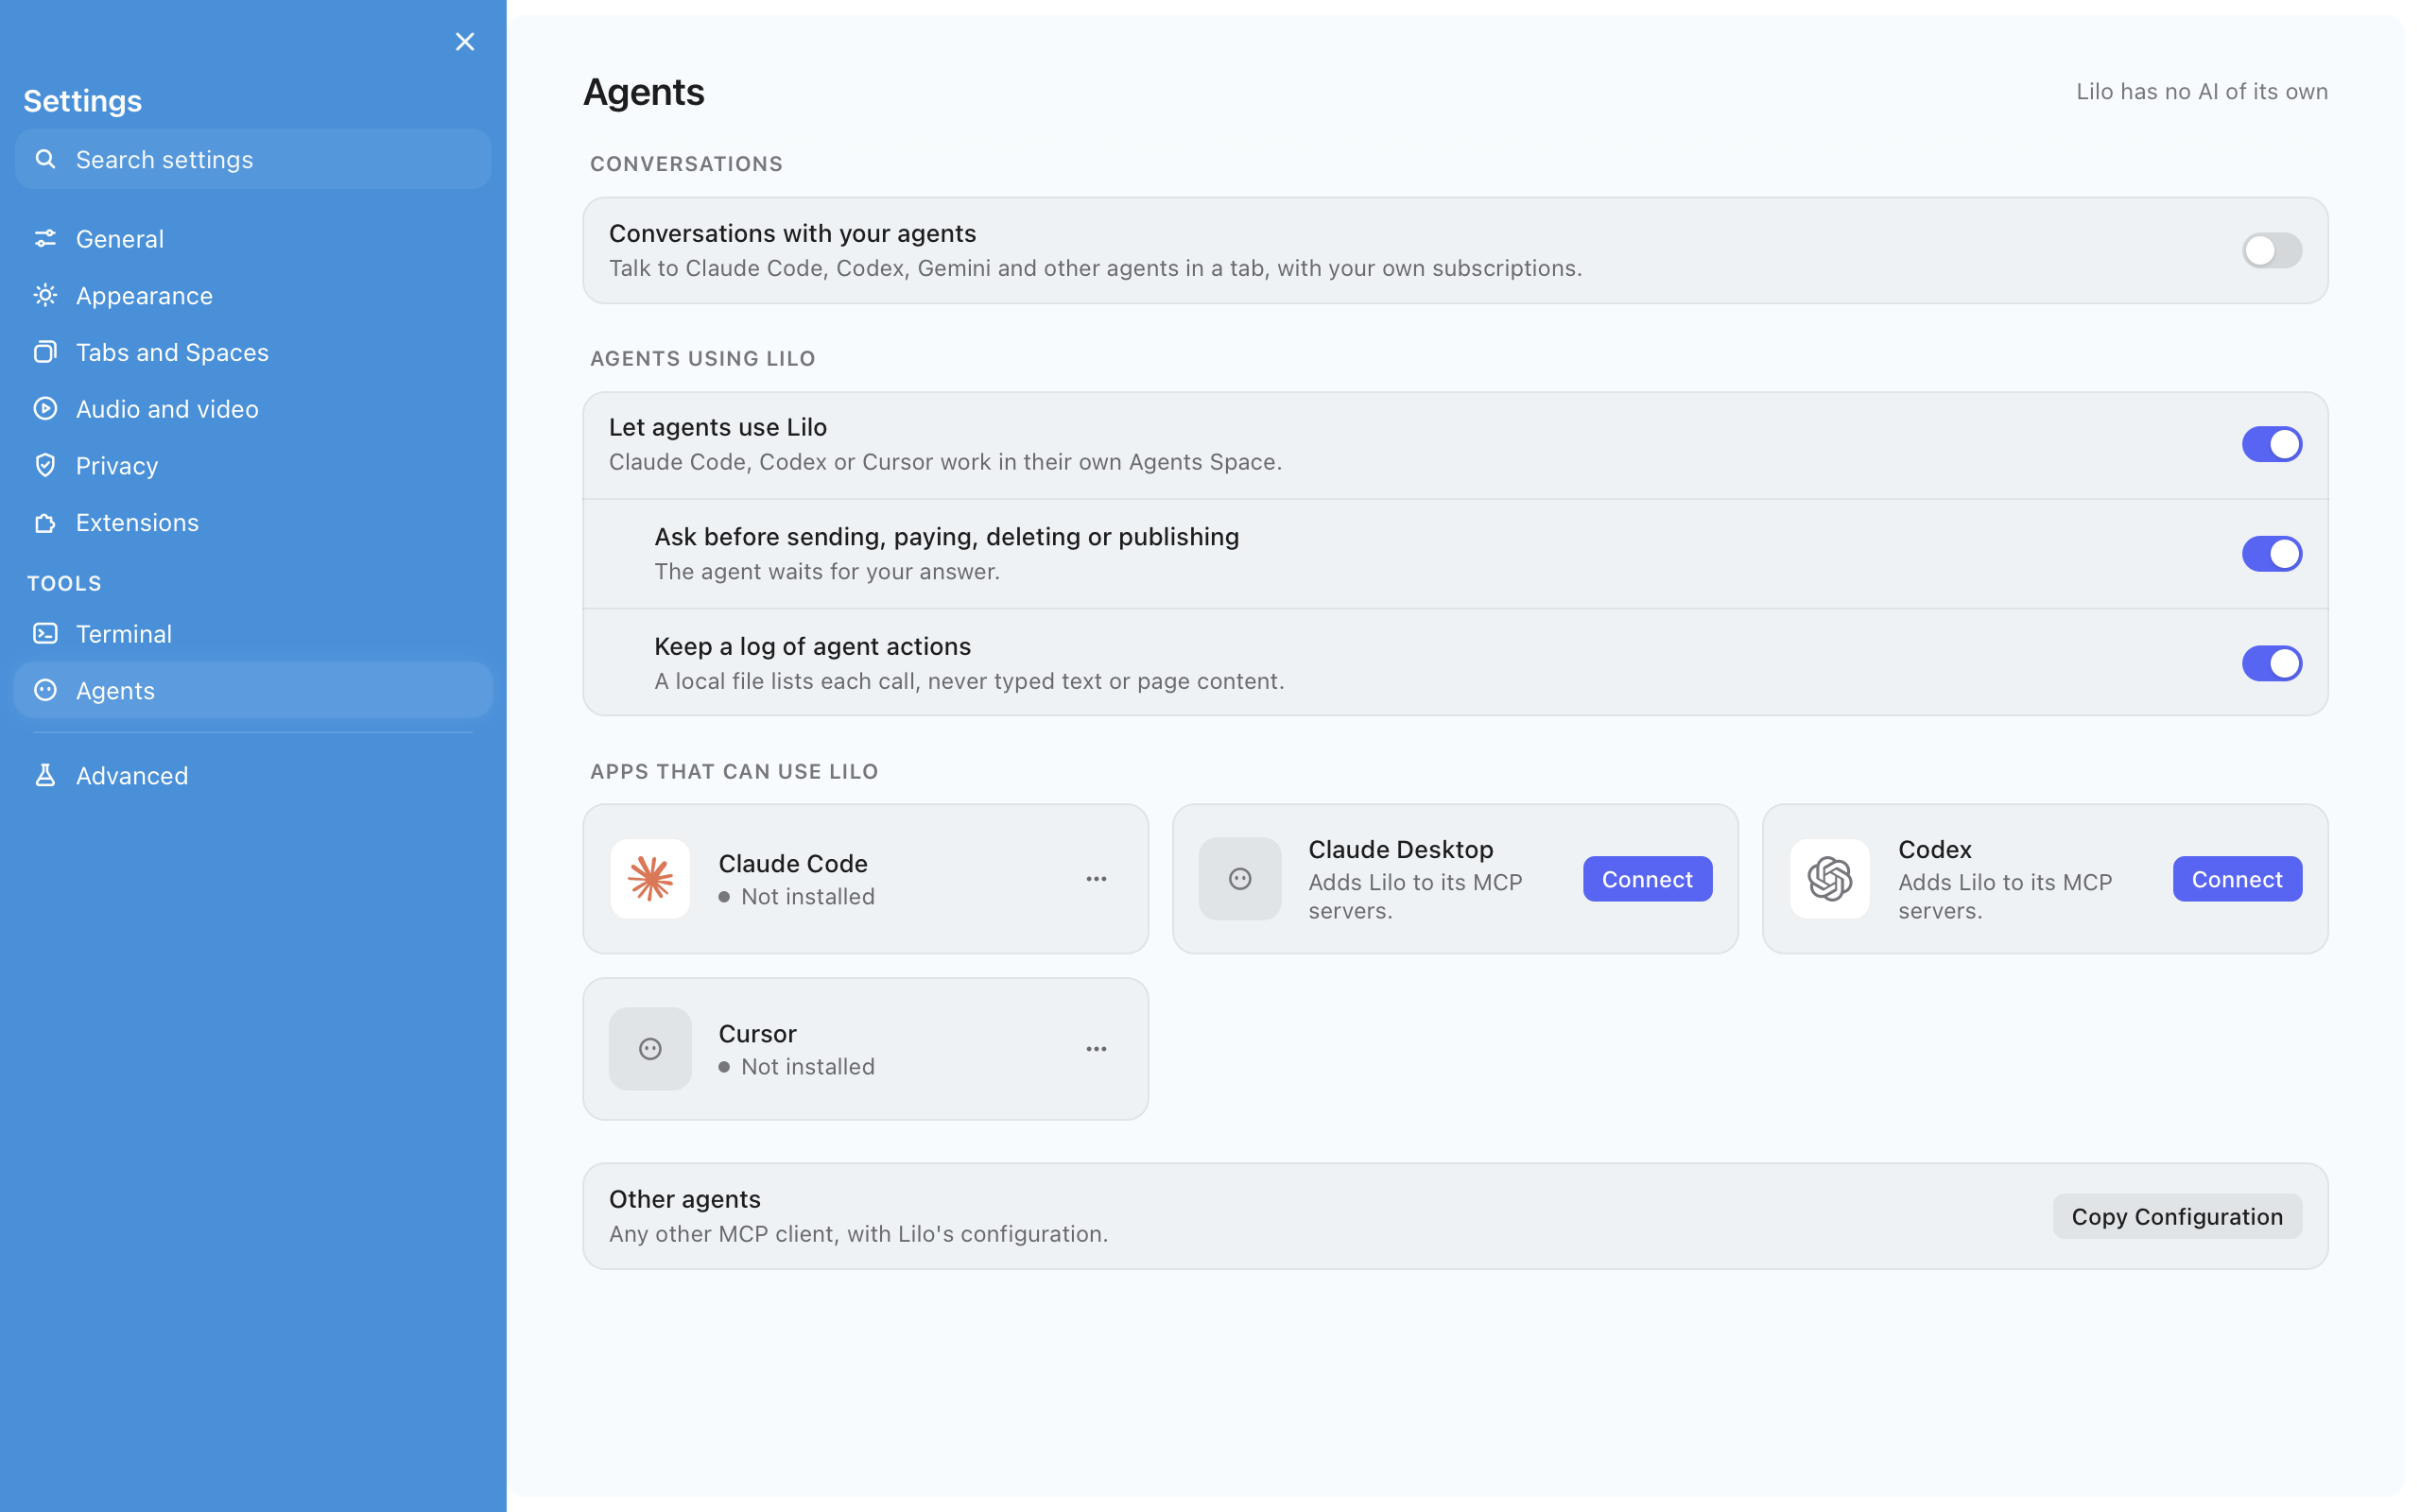 Settings
Search settings
General
Appearance
Tabs and Spaces
Audio and video
Privacy
Extensions
TOOLS
Terminal
Agents
Advanced
Agents
Lilo has no AI of its own
CONVERSATIONS
Conversations with your agents
Talk to Claude Code, Codex, Gemini and other agents in a tab, with your own subscriptions.
AGENTS USING LILO
Let agents use Lilo
Claude Code, Codex or Cursor work in their own Agents Space.
Ask before sending, paying, deleting or publishing
The agent waits for your answer.
Keep a log of agent actions
A local file lists each call, never typed text or page content.
APPS THAT CAN USE LILO
Claude Code
Not installed
Claude Desktop
Adds Lilo to its MCP
servers.
Connect
Codex
Adds Lilo to its MCP
servers.
Connect
Cursor
Not installed
Other agents
Any other MCP client, with Lilo's configuration.
Copy Configuration